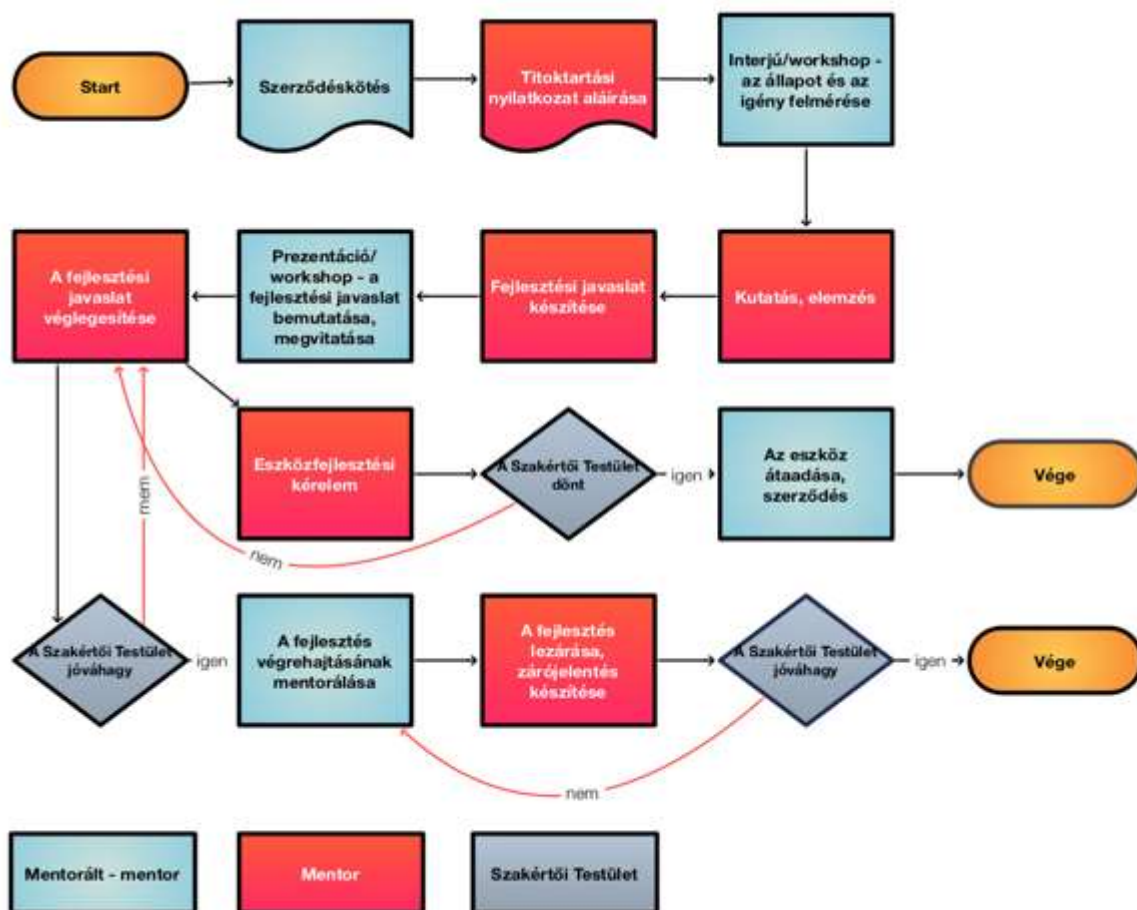 Start
Szerződéskötés
Titoktartási
nyilatkozat aláírása
Interjú/workshop -
az állapot és az
igény felmérése
A fejlesztési
javaslat
véglegesítése
Prezentáció/
workshop - a
fejlesztési javaslat
bemutatása,
megvitatása
Fejlesztési javaslat
készítése
Kutatás, elemzés
Eszközfejlesztési
kérelem
A Szakértői Testület
dönt
igen
Az eszköz
átaadása,
szerződés
Vége
nem
nem
A Szakértői Testület
jóváhagy
igen
A fejlesztés
végrehajtásának
mentorálása
A fejlesztés
lezárása,
zárójelentés
készítése
A Szakértői Testület
jóváhagy
igen
Vége
nem
Mentorált - mentor
Mentor
Szakértői Testület